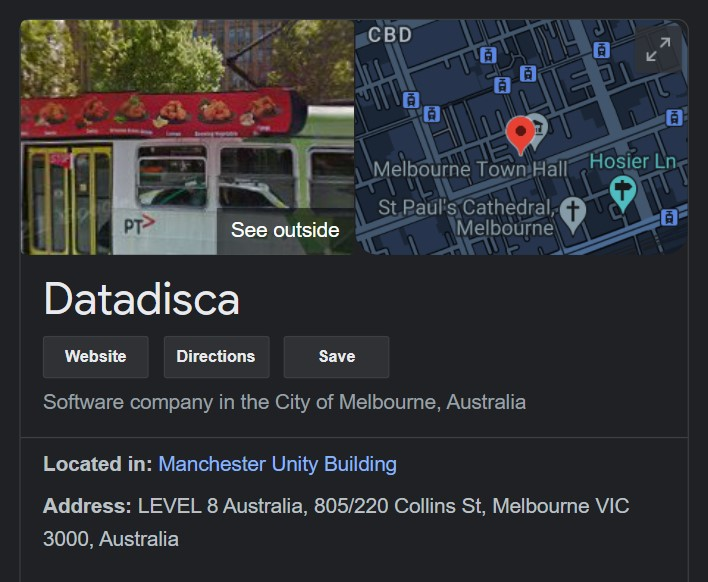 CBD
PT>
See outside
Melbourne Town Hall
Hosier Ln
St Paul's Cathedral,
Melbourne
Datadisca
Website
Directions
Save
Software company in the City of Melbourne, Australia
Located in: Manchester Unity Building
Address: LEVEL 8 Australia, 805/220 Collins St, Melbourne VIC
3000, Australia